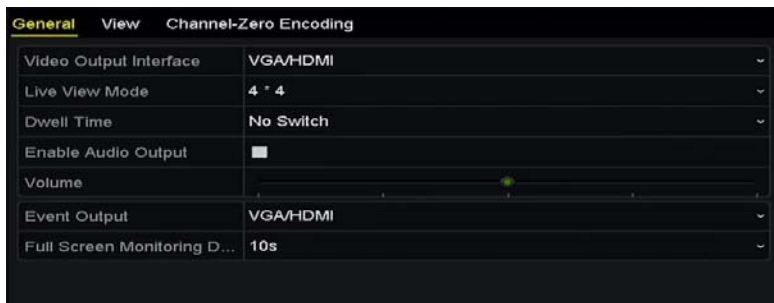 General View Channel-Zero Encoding
Video Output Interface VGA/HDMI
Live View Mode 4 * 4
Dwell Time No Switch
Enable Audio Output
Volume
Event Output VGA/HDMI
Full Screen Monitoring D... 10s